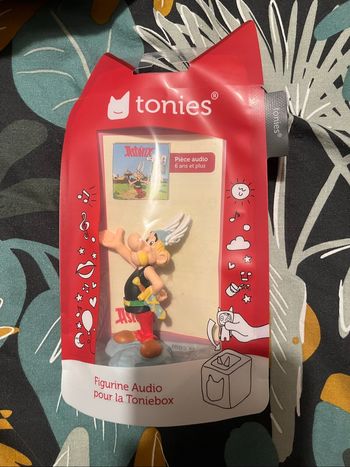 tonies®
tonies®
ASTERIX
Pièce audio
6 ans et plus
Figurine Audio
pour la Toniebox